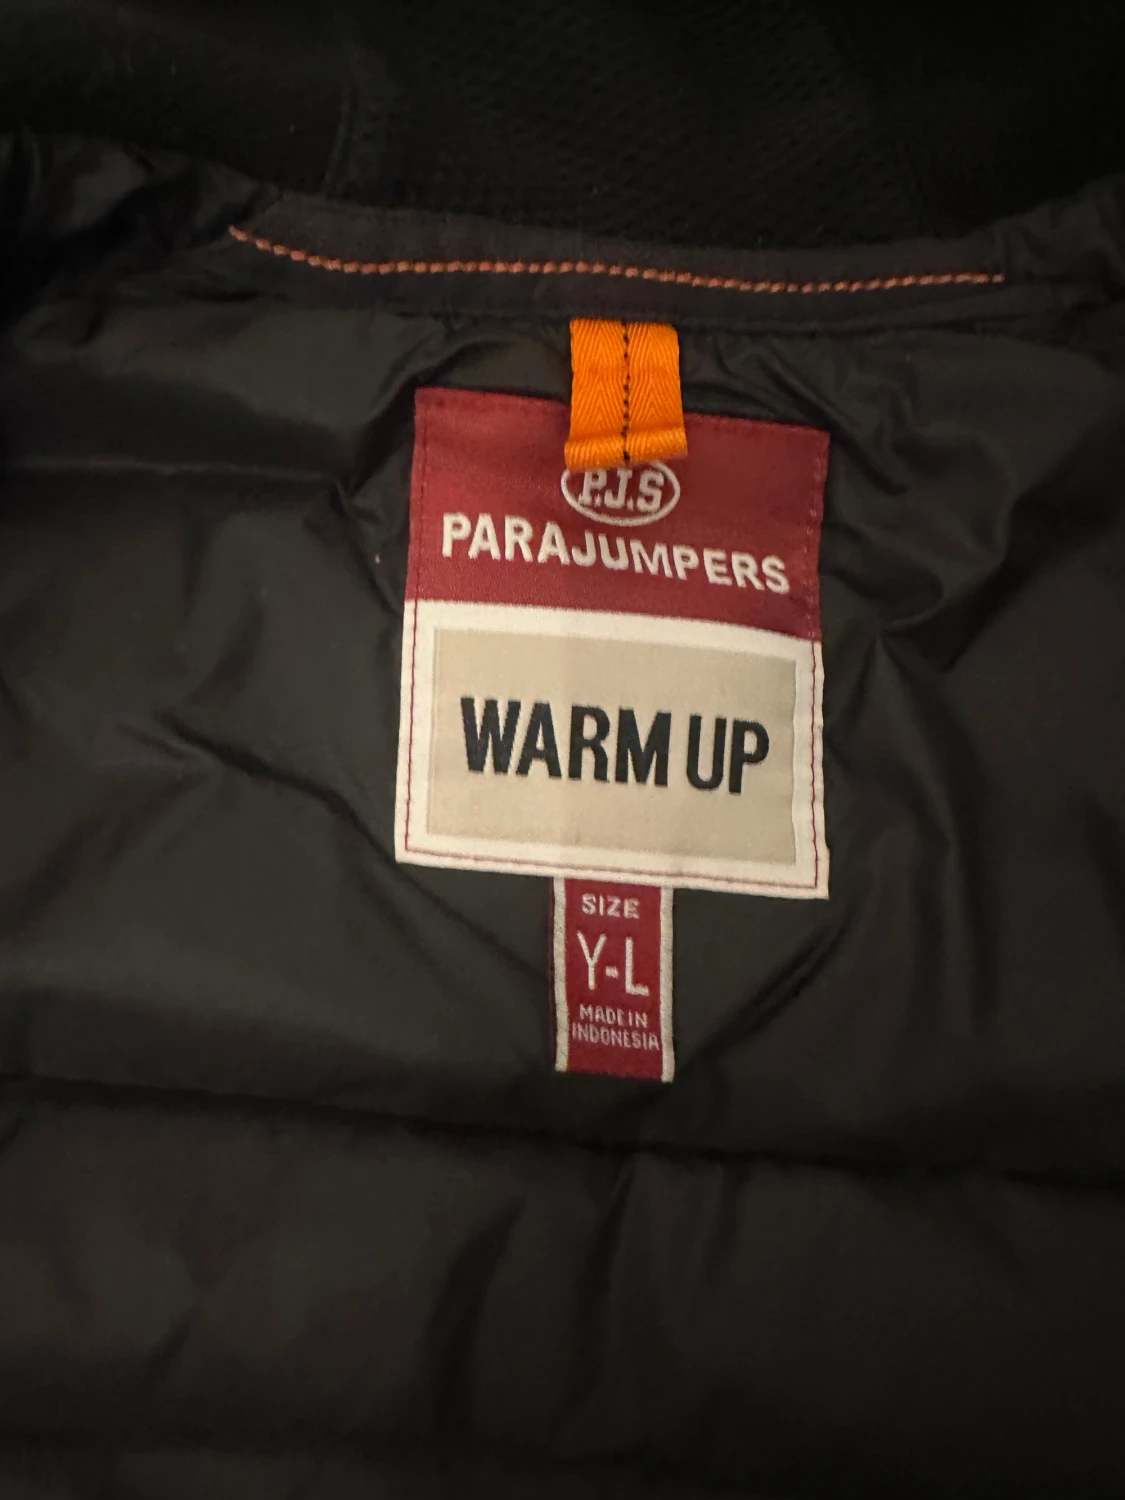 P.J.S
PARAJUMPERS
WARM UP
SIZE
Y-L
MADE IN
INDONESIA